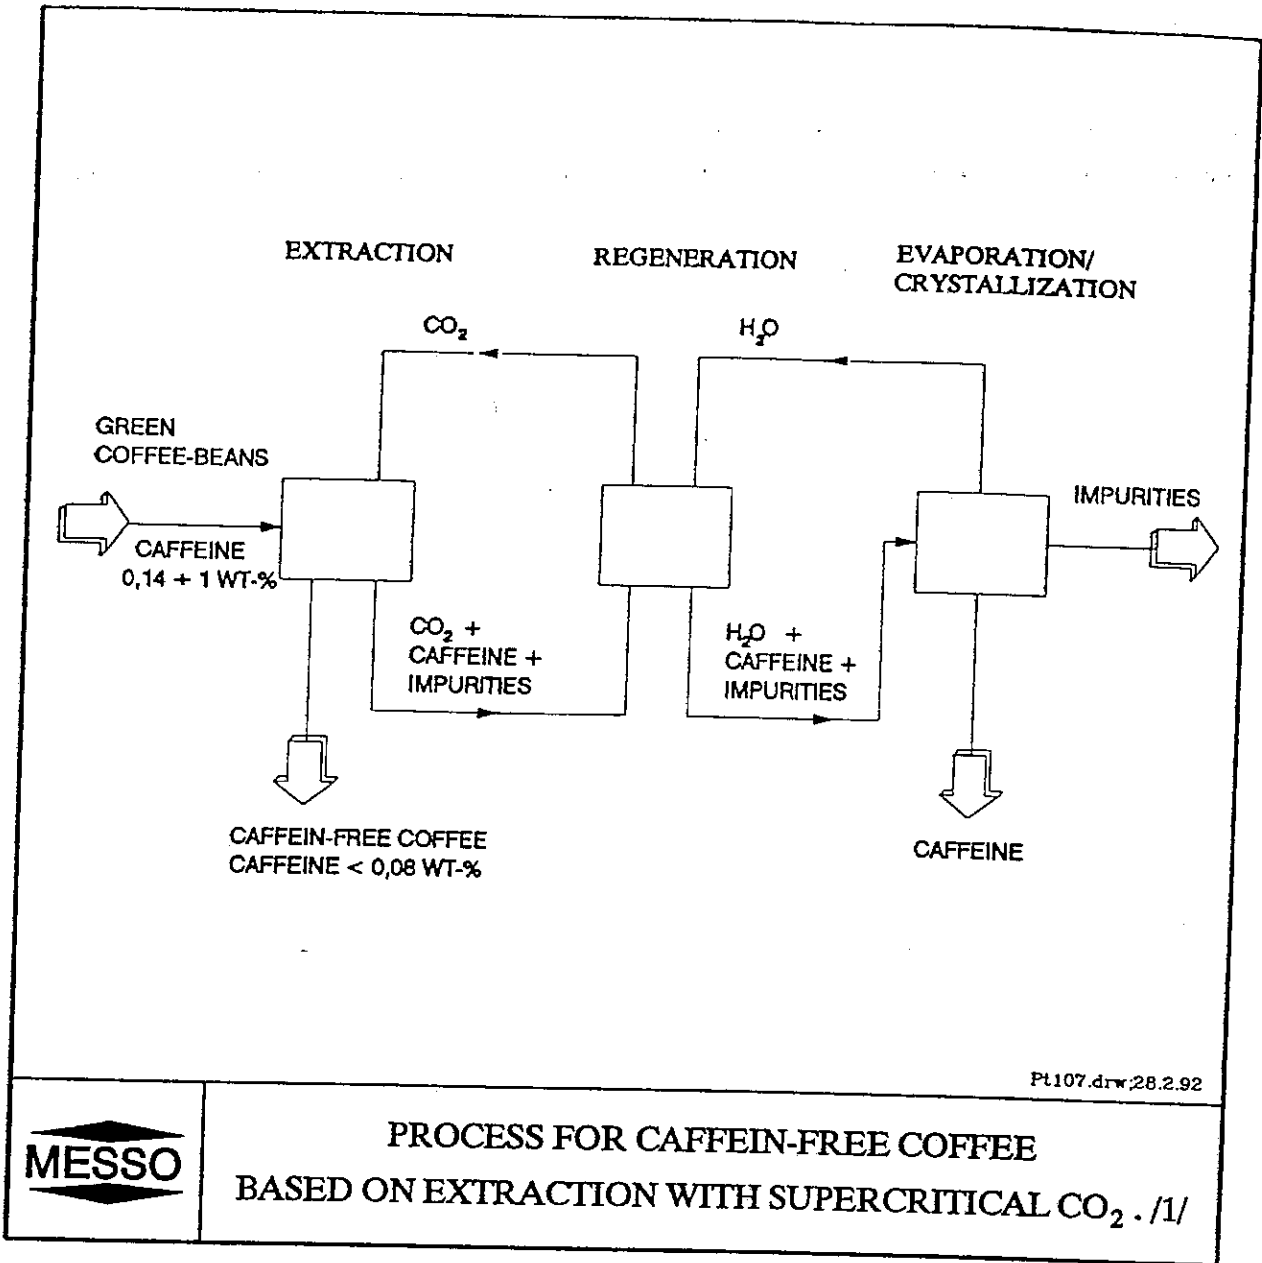 EXTRACTION
REGENERATION
EVAPORATION/
CRYSTALLIZATION
CO₂
H₂O
GREEN
COFFEE-BEANS
CAFFEINE
0,14 + 1 WT-%
IMPURITIES
CO₂ +
CAFFEINE +
IMPURITIES
H₂O +
CAFFEINE +
IMPURITIES
CAFFEIN-FREE COFFEE
CAFFEINE < 0,08 WT-%
CAFFEINE
Pt107.drw;28.2.92
MESSO
PROCESS FOR CAFFEIN-FREE COFFEE
BASED ON EXTRACTION WITH SUPERCRITICAL CO₂ . /1/